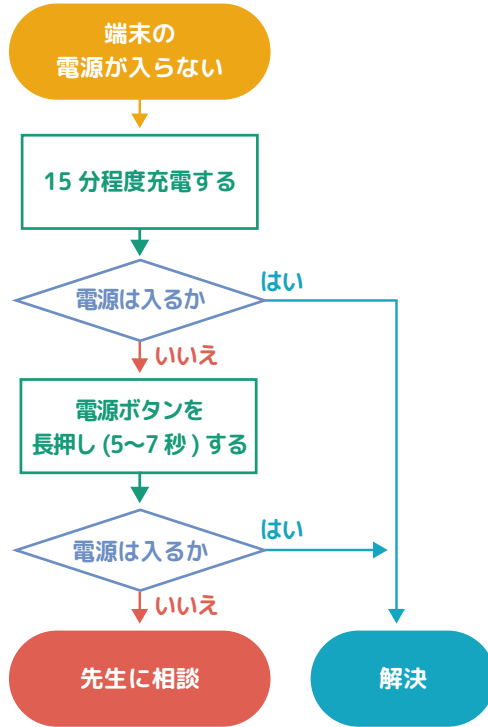 端末の
電源が入らない
15 分程度充電する
電源は入るか
はい
いいえ
電源ボタンを
長押し (5〜7 秒 ) する
電源は入るか
はい
いいえ
先生に相談
解決